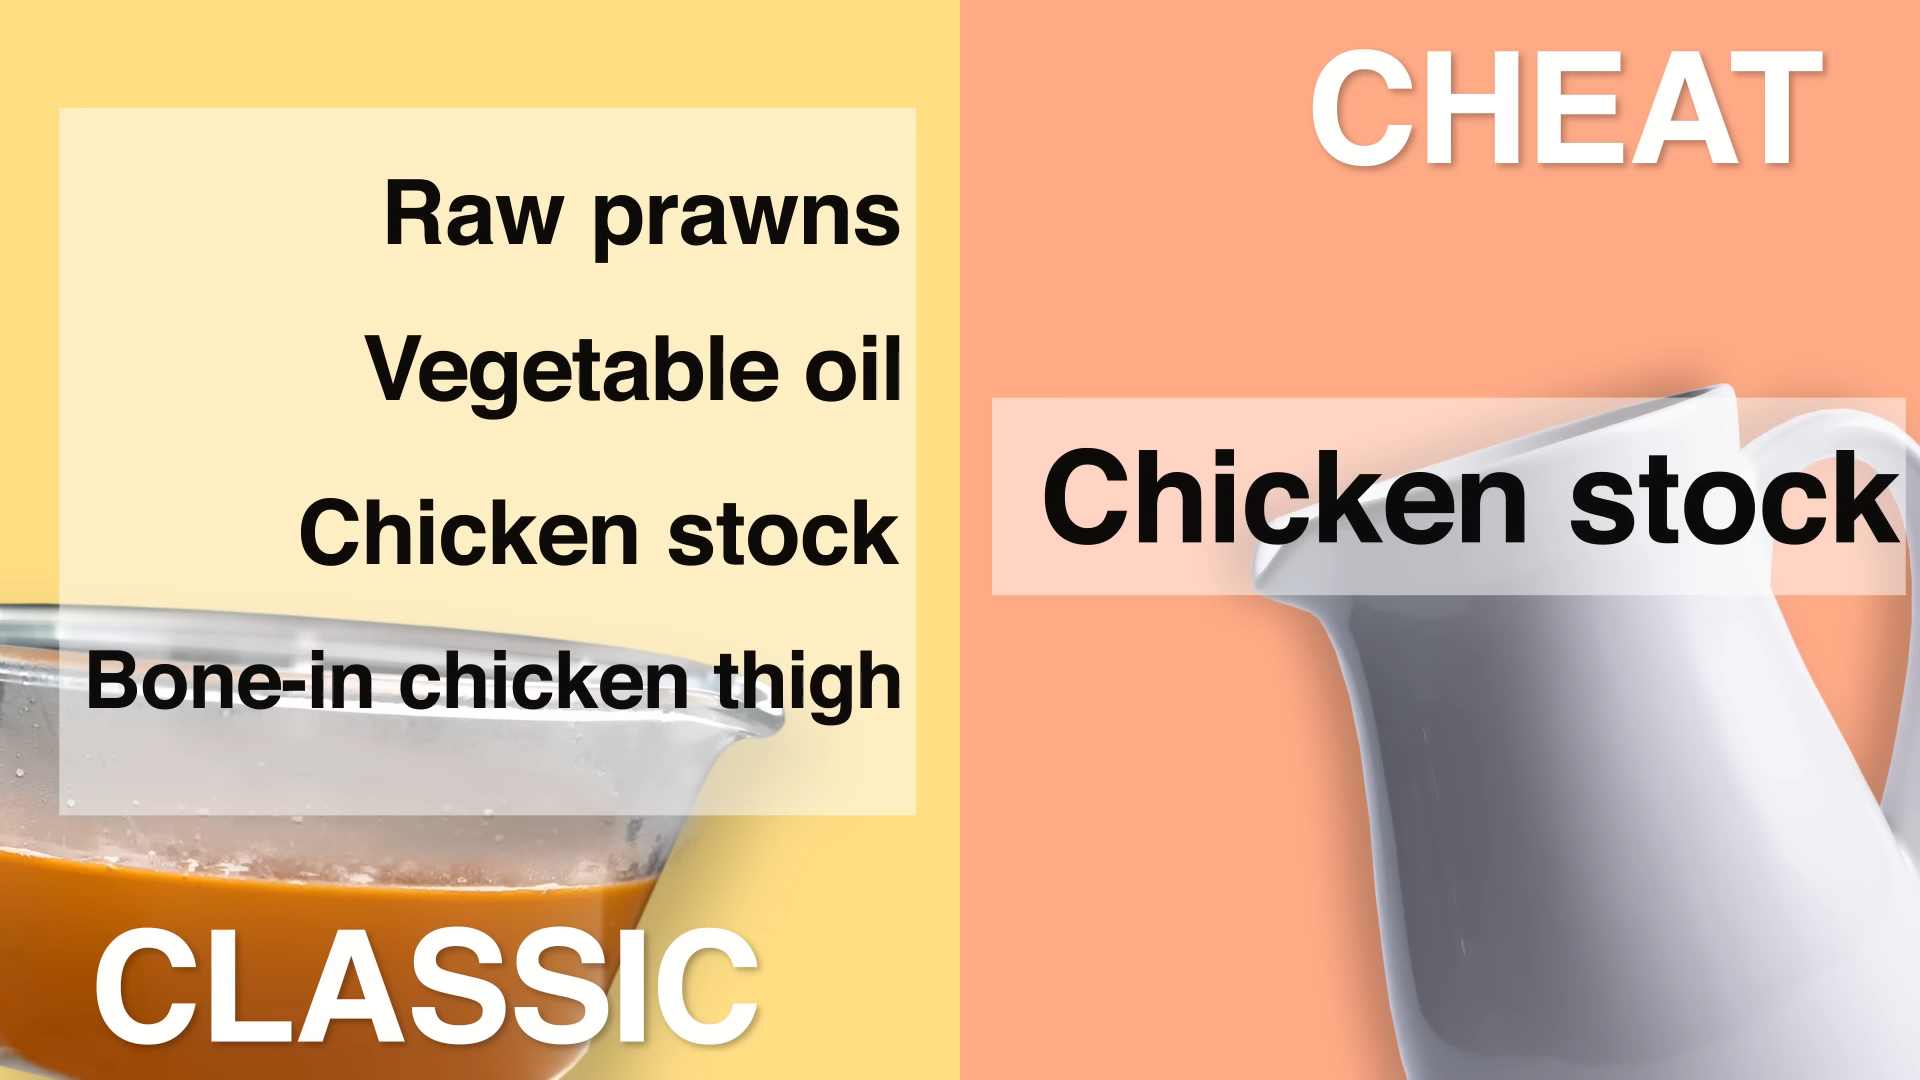 Raw prawns
Vegetable oil
Chicken stock
Bone-in chicken thigh
CLASSIC
CHEAT
Chicken stock